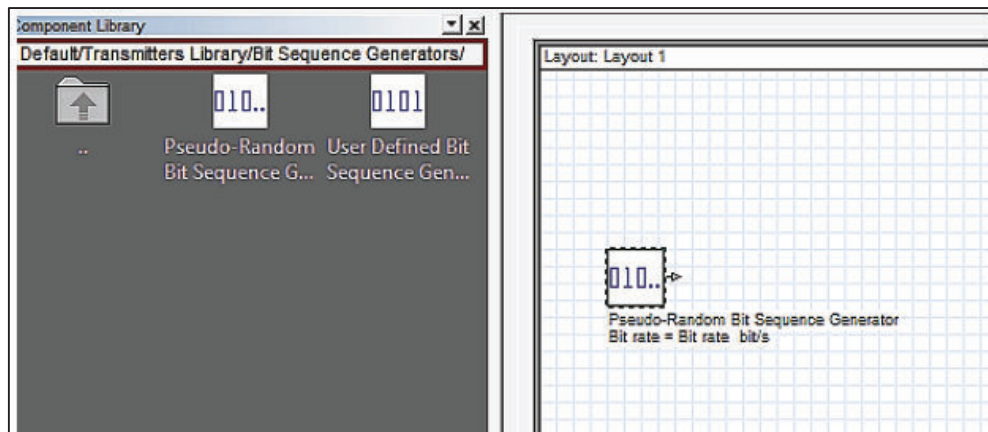 Component Library
Default/Transmitters Library/Bit Sequence Generators/
010..
0101
..
Pseudo-Random
Bit Sequence G...
User Defined Bit
Sequence Gen...
Layout: Layout 1
010..
Pseudo-Random Bit Sequence Generator
Bit rate = Bit rate bit/s